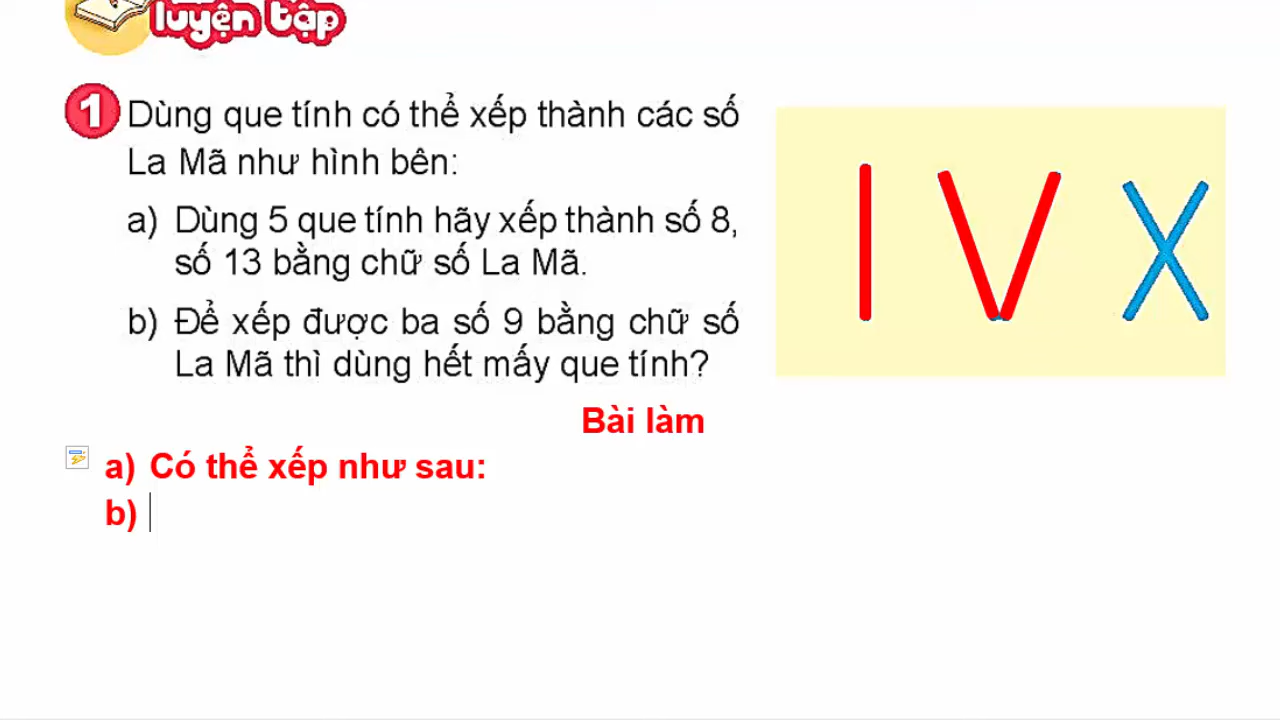 luyện tập
1 Dùng que tính có thể xếp thành các số
La Mã như hình bên:
a) Dùng 5 que tính hãy xếp thành số 8,
số 13 bằng chữ số La Mã.
b) Để xếp được ba số 9 bằng chữ số
La Mã thì dùng hết mấy que tính?
I V X
Bài làm
a) Có thể xếp như sau:
b)